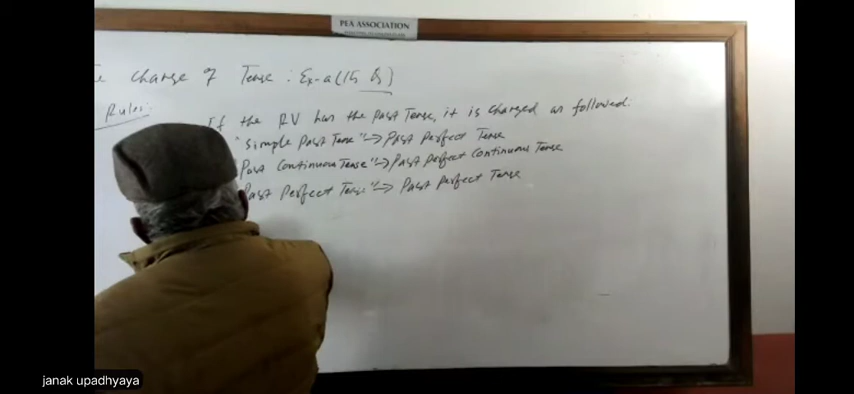 PEA ASSOCIATION
e Change of Tense : Ex-a (15 Qs)
Rules:
If the RV has the Past Tense, it is changed as followed:
"Simple Past Tense" → Past Perfect Tense
Past Continuous Tense" → Past Perfect Continuous Tense
Past Perfect Tense" → Past Perfect Tense
janak upadhyaya